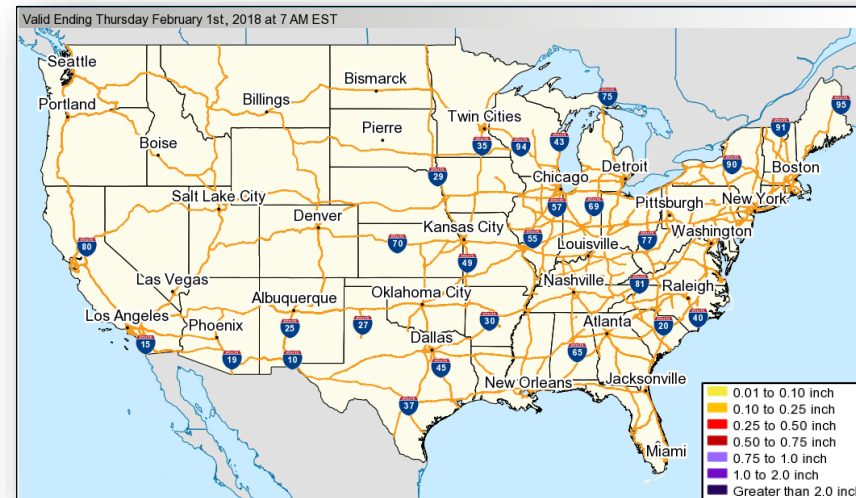 Valid Ending Thursday February 1st, 2018 at 7 AM EST
Seattle
Portland
Billings
Bismarck
Twin Cities
75
95
Boise
Pierre
35
94
43
91
90
Boston
29
Detroit
Chicago
Salt Lake City
57
69
Pittsburgh
New York
Denver
Kansas City
55
Louisville
77
Washington
80
70
49
Las Vegas
Nashville
81
Raleigh
Albuquerque
Oklahoma City
Los Angeles
Phoenix
25
27
30
Atlanta
20
40
15
19
10
Dallas
45
65
New Orleans
Jacksonville
37
Miami
0.01 to 0.10 inch
0.10 to 0.25 inch
0.25 to 0.50 inch
0.50 to 0.75 inch
0.75 to 1.0 inch
1.0 to 2.0 inch
Greater than 2.0 inch